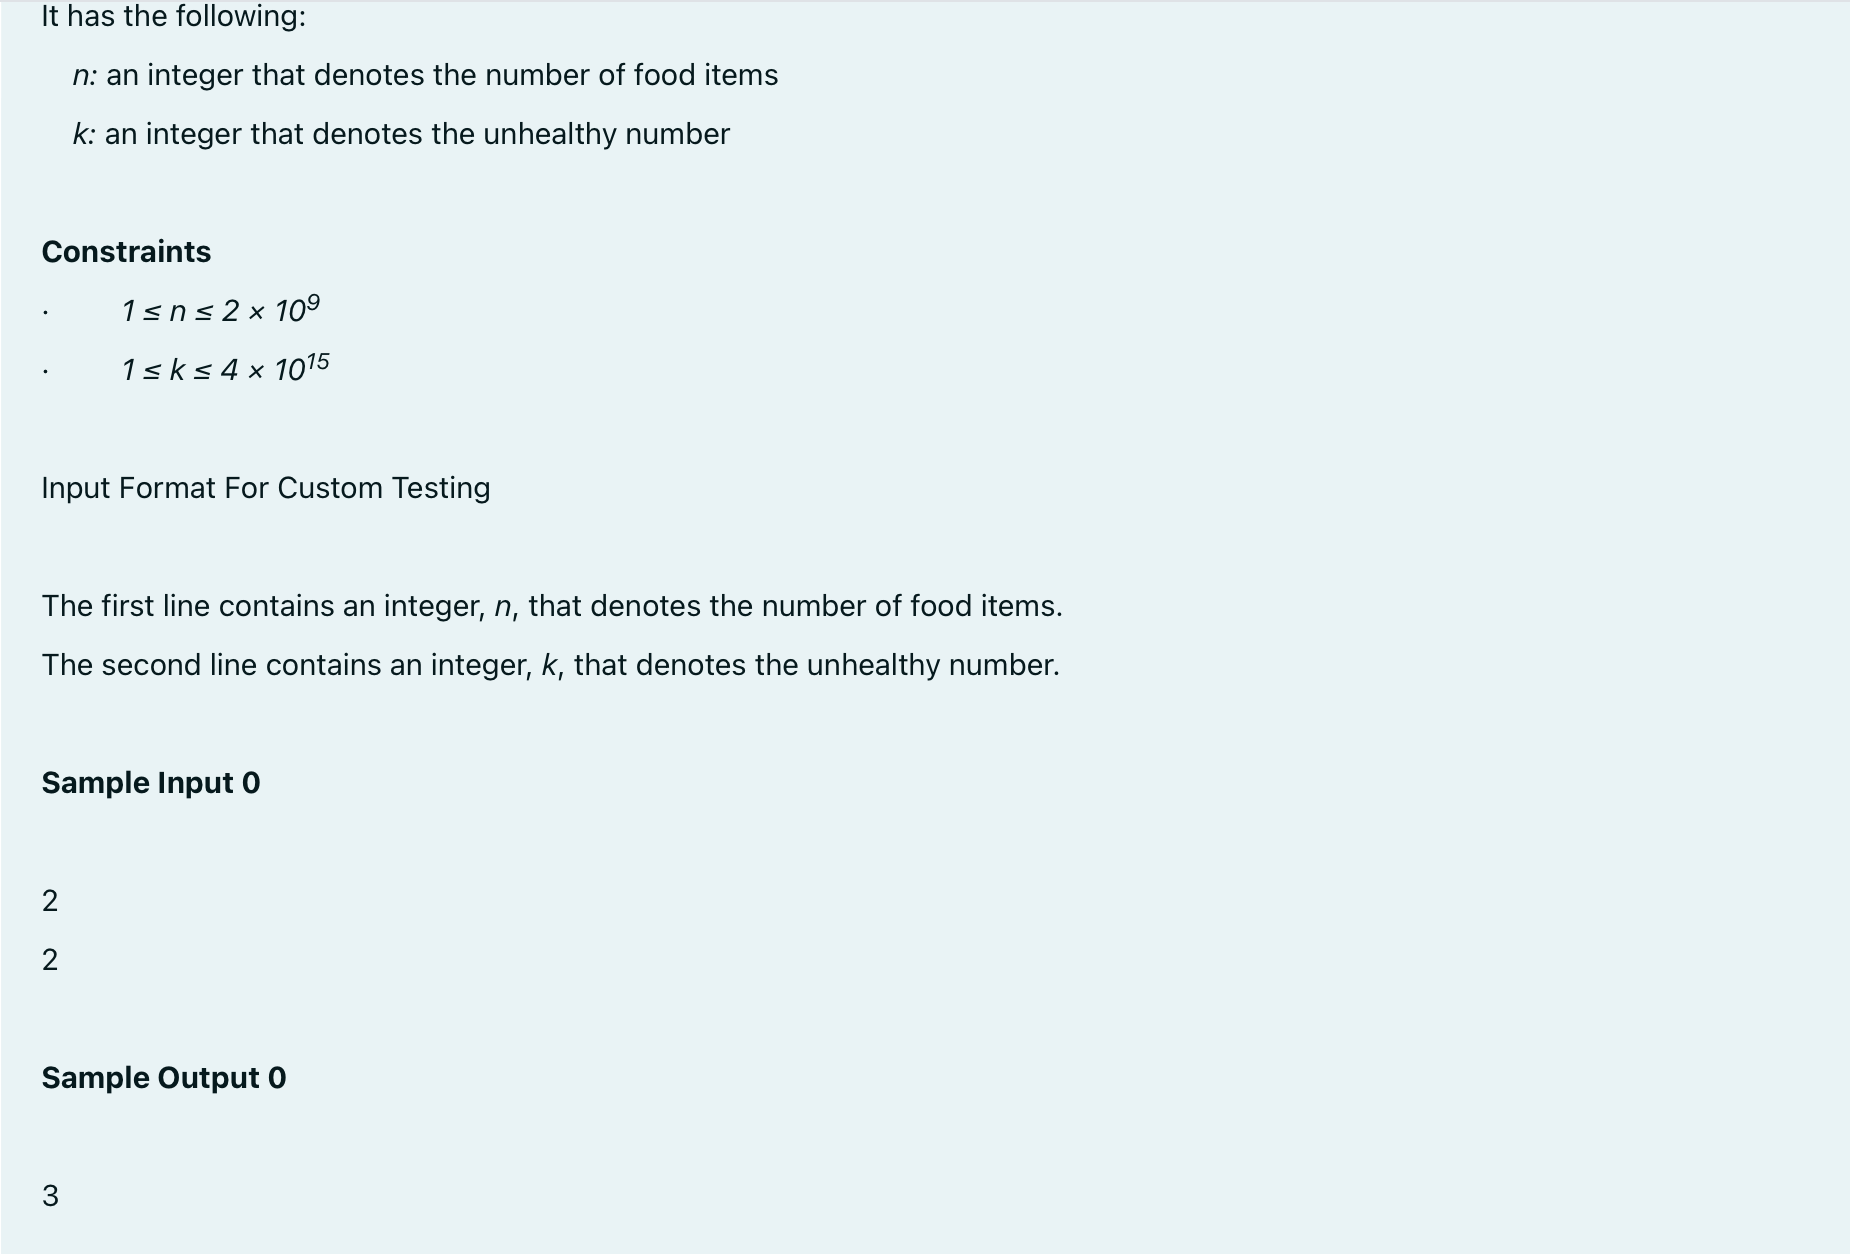 It has the following:
n: an integer that denotes the number of food items
k: an integer that denotes the unhealthy number
Constraints
· 1 ≤ n ≤ 2 × 10⁹
· 1 ≤ k ≤ 4 × 10¹⁵
Input Format For Custom Testing
The first line contains an integer, n, that denotes the number of food items.
The second line contains an integer, k, that denotes the unhealthy number.
Sample Input 0
2
2
Sample Output 0
3